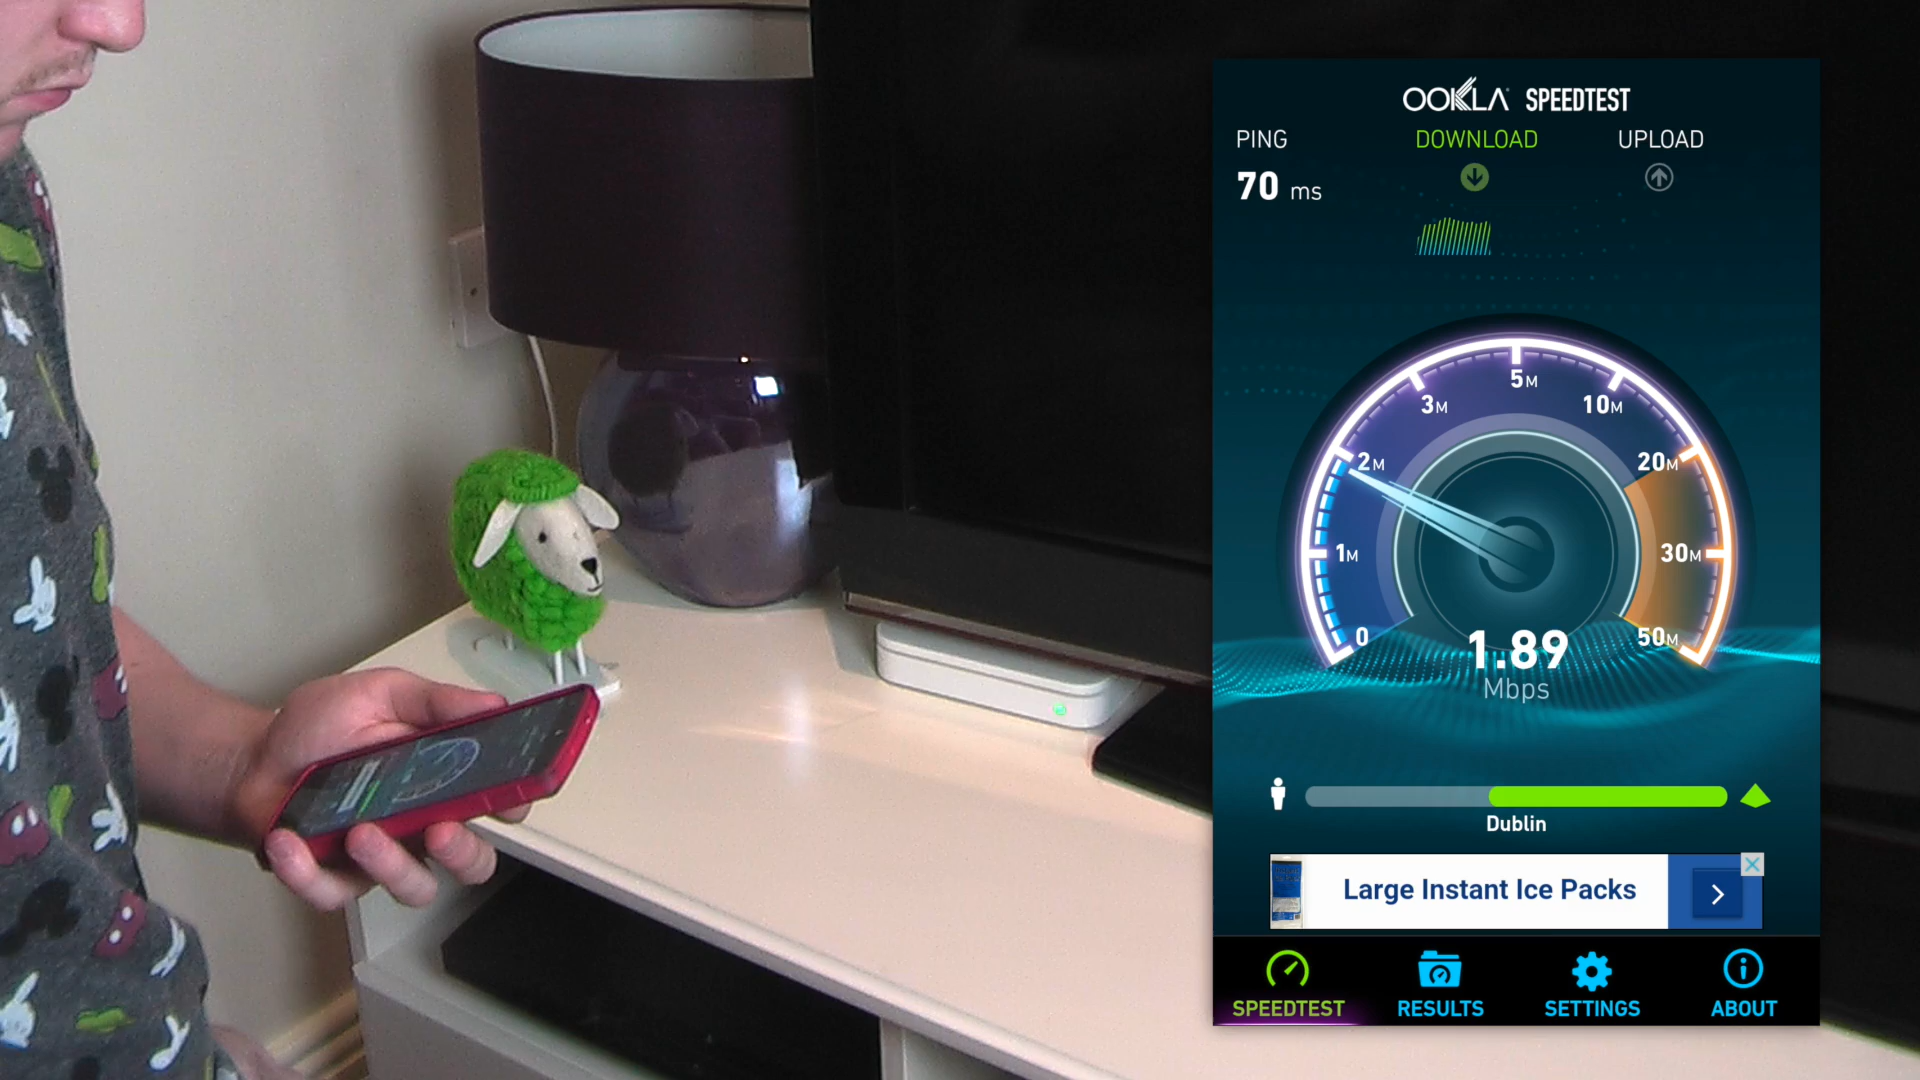 OOKLA SPEEDTEST
PING
DOWNLOAD
UPLOAD
70 ms
5M
3M
10M
2M
20M
1M
30M
0
50M
1.89
Mbps
Dublin
Large Instant Ice Packs
SPEEDTEST
RESULTS
SETTINGS
ABOUT